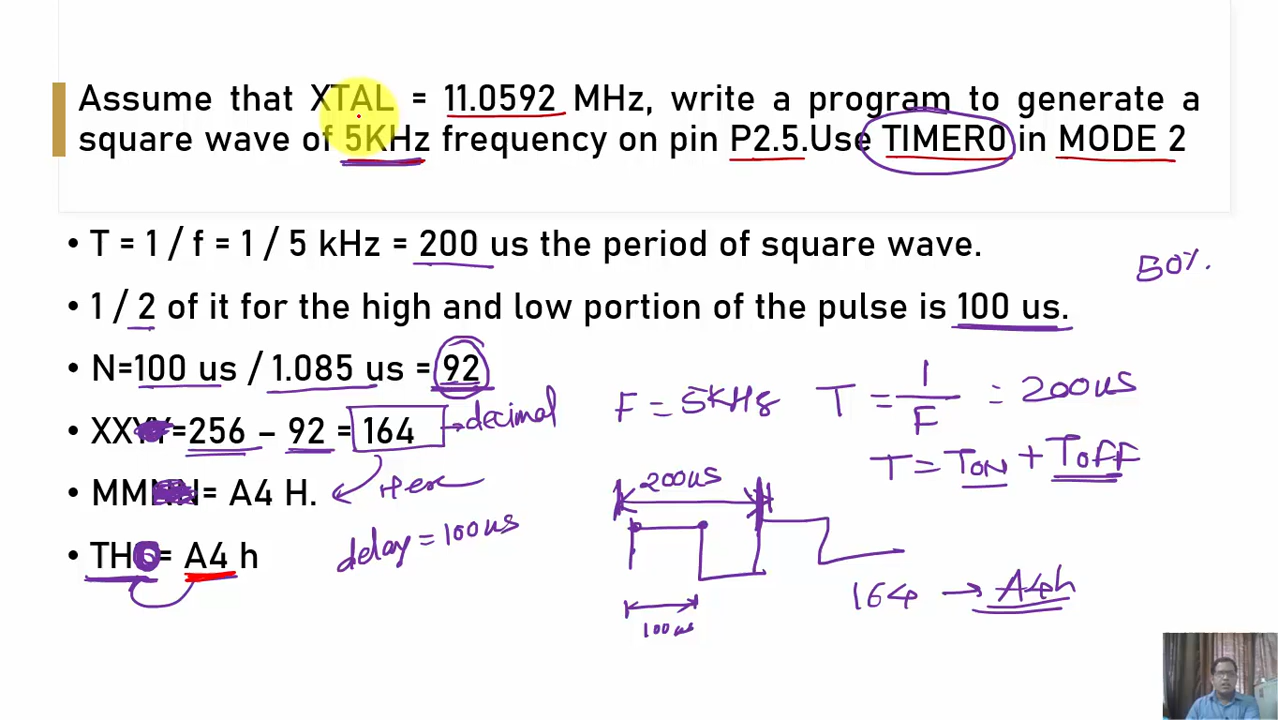 Assume that XTAL = 11.0592 MHz, write a program to generate a
square wave of 5KHz frequency on pin P2.5.Use TIMER0 in MODE 2
• T = 1 / f = 1 / 5 kHz = 200 us the period of square wave.
50%.
• 1 / 2 of it for the high and low portion of the pulse is 100 us.
• N=100 us / 1.085 us = 92
F = 5KHz T = 1/F = 200us
• XXYY=256 – 92 = 164 → decimal
T = TON + TOFF
• MMNN= A4 H.
Hex
200us
delay = 100us
• TH0= A4 h
164 → A4h
100us